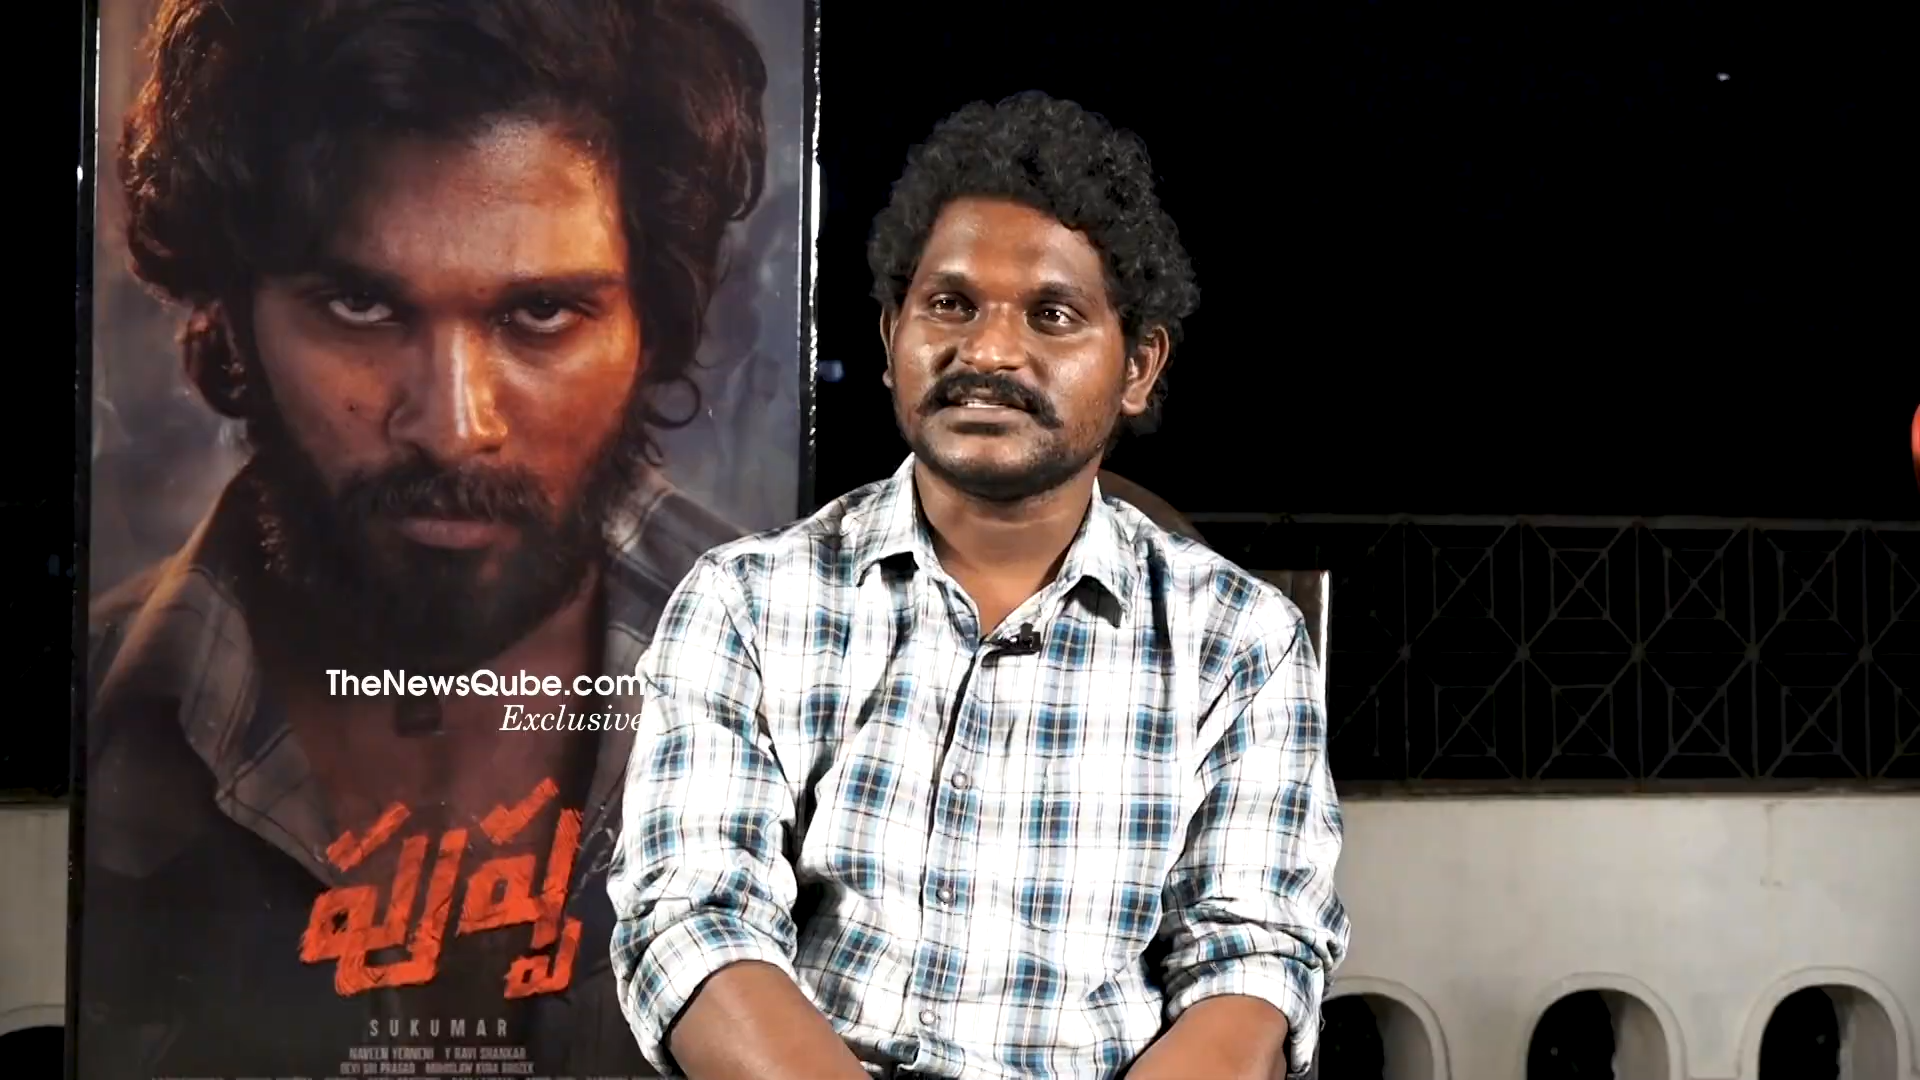 TheNewsQube.com
Exclusive
పుష్ప
SUKUMAR
NAVEEN YERNENI Y RAVI SHANKAR
DEVI SRI PRASAD MIROSLAW KUBA BROZEK